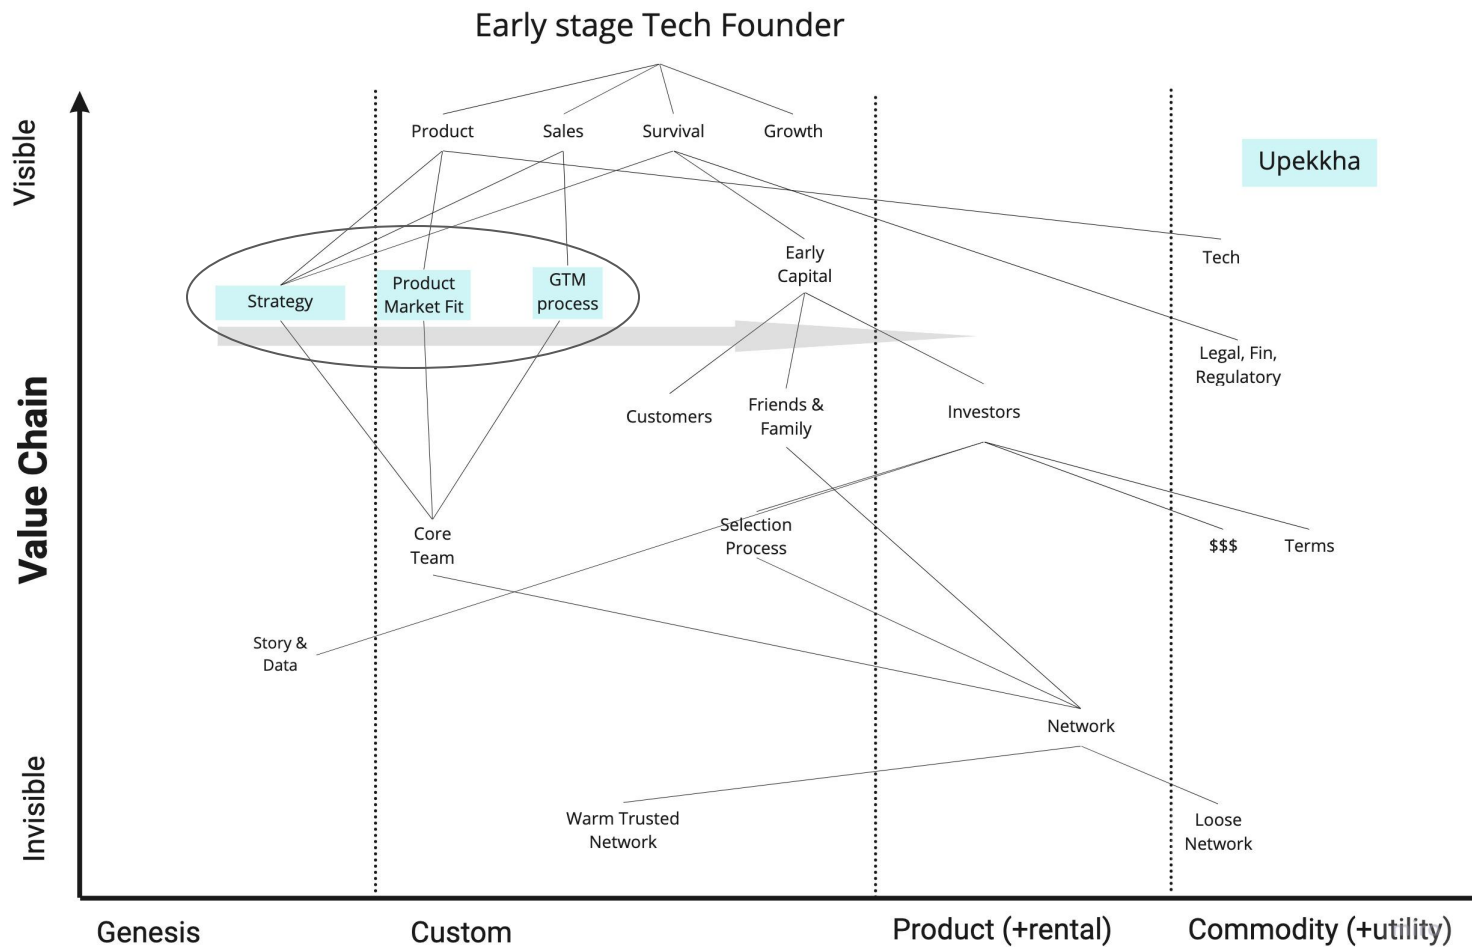 Early stage Tech Founder
Visible
Product
Sales
Survival
Growth
Upekkha
Early
Capital
Tech
Strategy
Product
Market Fit
GTM
process
Legal, Fin,
Regulatory
Value Chain
Customers
Friends &
Family
Investors
Core
Team
Selection
Process
$$$
Terms
Story &
Data
Network
Invisible
Warm Trusted
Network
Loose
Network
Genesis
Custom
Product (+rental)
Commodity (+utility)